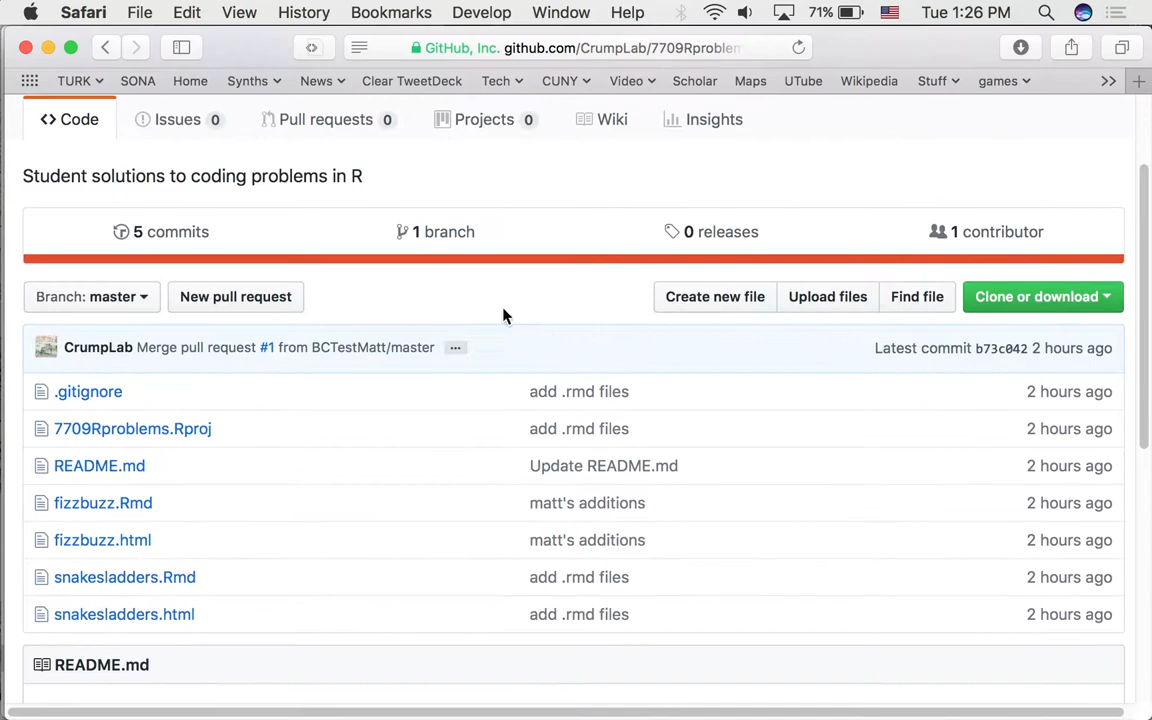 Safari File Edit View History Bookmarks Develop Window Help 71% Tue 1:26 PM
GitHub, Inc. github.com/CrumpLab/7709Rproblem
TURK SONA Home Synths News Clear TweetDeck Tech CUNY Video Scholar Maps UTube Wikipedia Stuff games >> +
<> Code Issues 0 Pull requests 0 Projects 0 Wiki Insights
Student solutions to coding problems in R
5 commits 1 branch 0 releases 1 contributor
Branch: master New pull request Create new file Upload files Find file Clone or download
CrumpLab Merge pull request #1 from BCTestMatt/master ... Latest commit b73c042 2 hours ago
.gitignore add .rmd files 2 hours ago
7709Rproblems.Rproj add .rmd files 2 hours ago
README.md Update README.md 2 hours ago
fizzbuzz.Rmd matt's additions 2 hours ago
fizzbuzz.html matt's additions 2 hours ago
snakesladders.Rmd add .rmd files 2 hours ago
snakesladders.html add .rmd files 2 hours ago
README.md